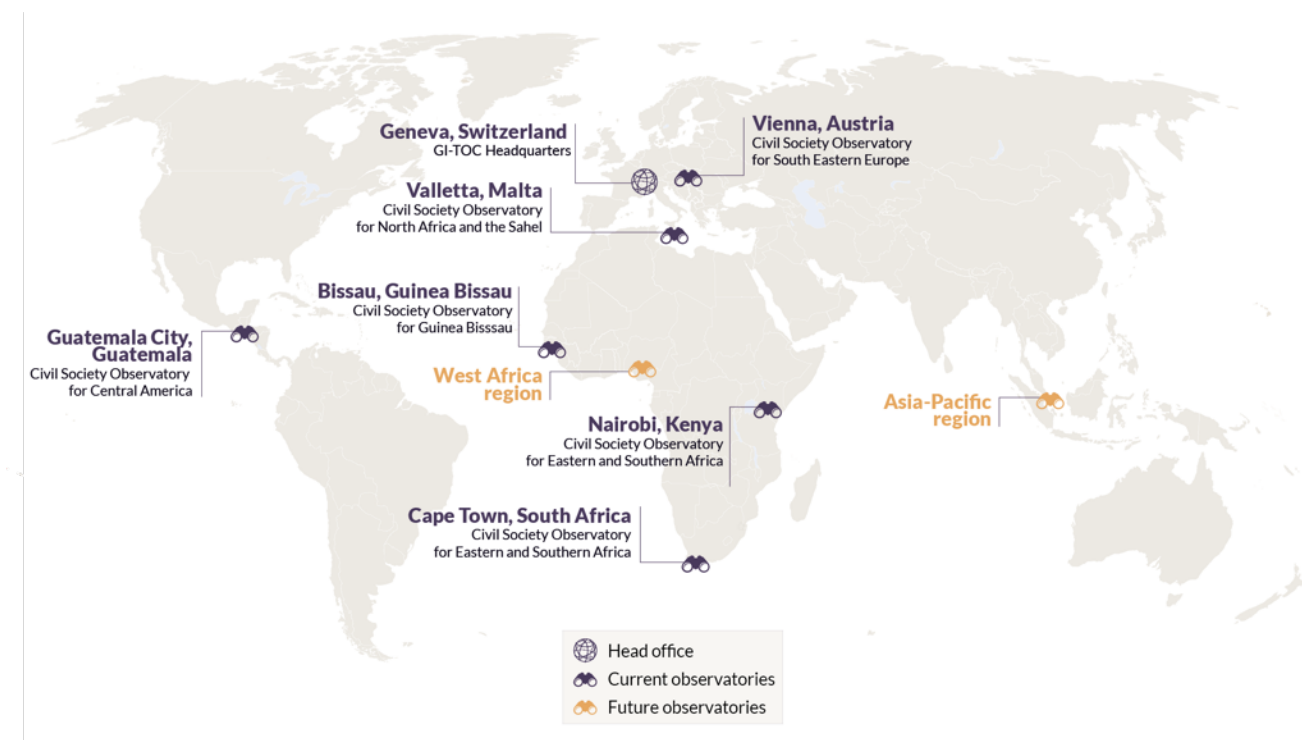 Geneva, Switzerland
GI-TOC Headquarters
Vienna, Austria
Civil Society Observatory
for South Eastern Europe
Valletta, Malta
Civil Society Observatory
for North Africa and the Sahel
Bissau, Guinea Bissau
Civil Society Observatory
for Guinea Bisssau
Guatemala City,
Guatemala
Civil Society Observatory
for Central America
West Africa
region
Asia-Pacific
region
Nairobi, Kenya
Civil Society Observatory
for Eastern and Southern Africa
Cape Town, South Africa
Civil Society Observatory
for Eastern and Southern Africa
Head office
Current observatories
Future observatories